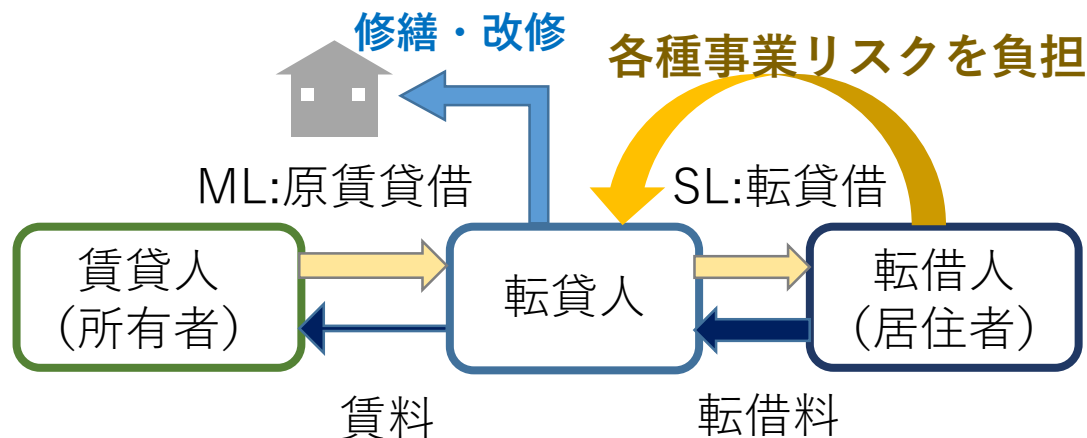 修繕・改修
各種事業リスクを負担
ML:原賃貸借
SL:転貸借
賃貸人
(所有者)
転貸人
転借人
(居住者)
賃料
転借料